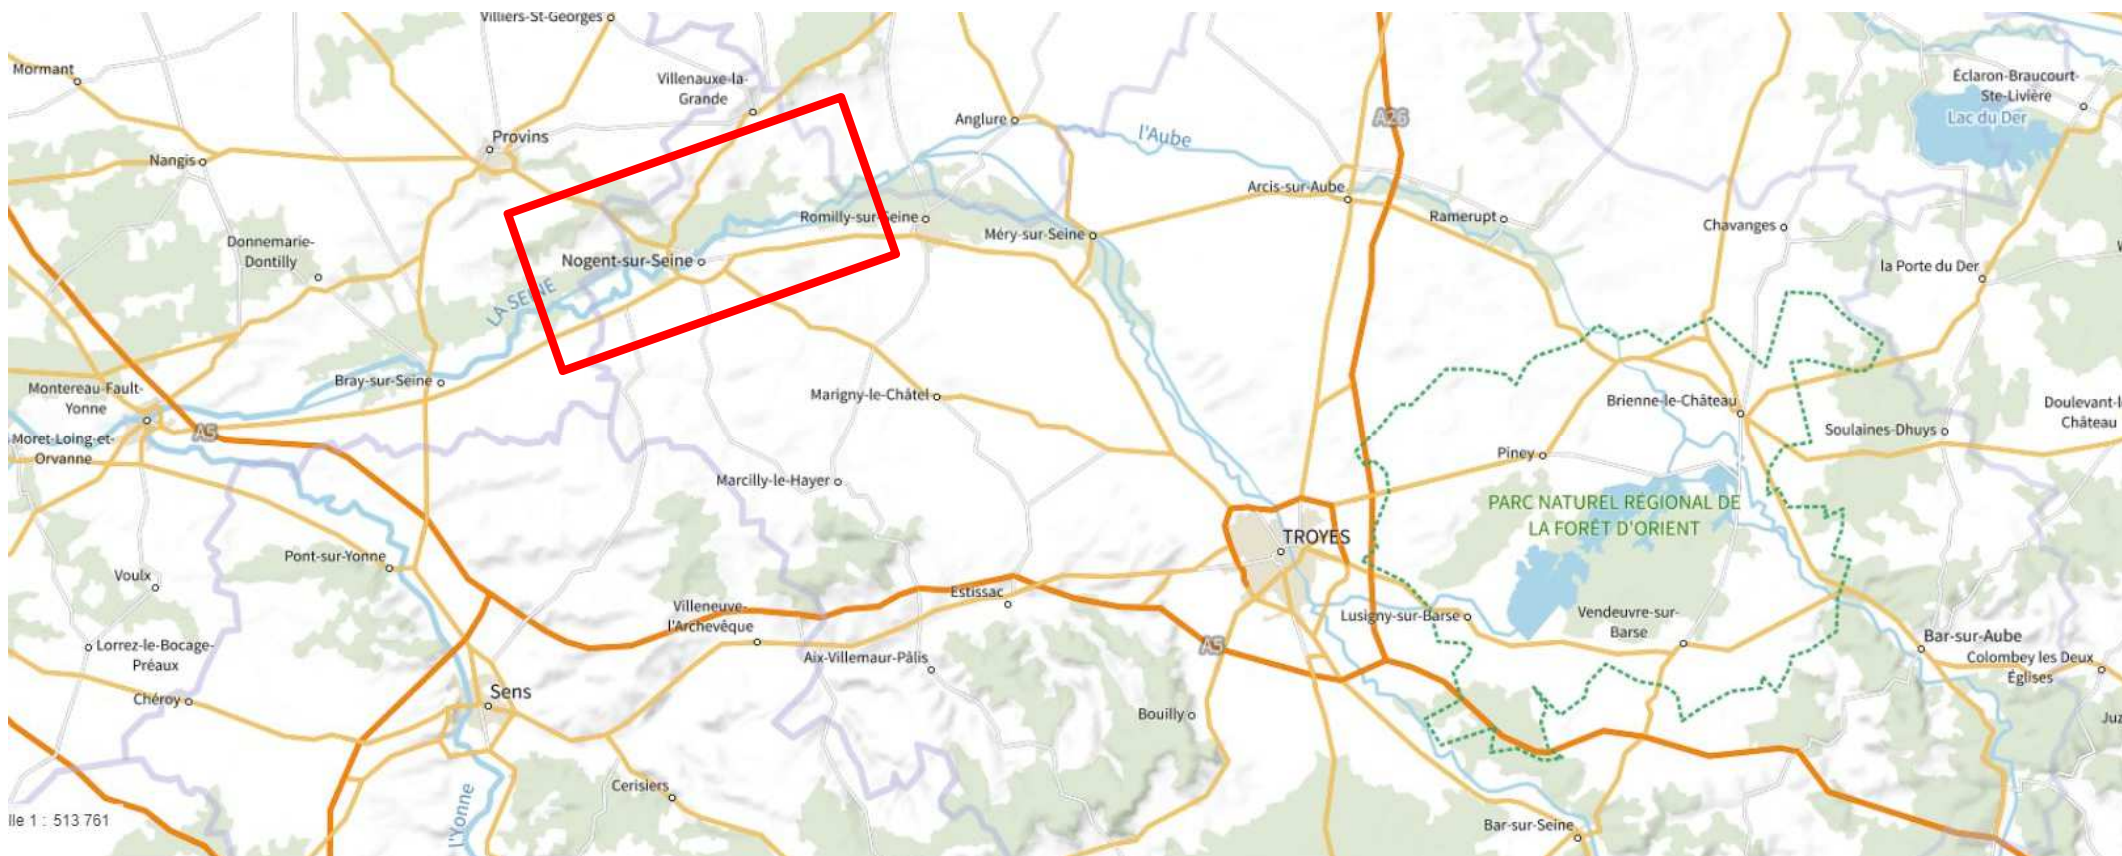 Villiers-St-Georges
Mormant
Villenauxe-la-
Grande
Éclaron-Braucourt-
Ste-Livière
Lac du Der
Anglure
A26
l'Aube
Provins
Nangis
Arcis-sur-Aube
Ramerupt
Chavanges
Romilly-sur-Seine
Méry-sur-Seine
Donnemarie-
Dontilly
Nogent-sur-Seine
la Porte du Der
LA SEINE
Bray-sur-Seine
Montereau-Fault-
Yonne
Marigny-le-Châtel
Brienne-le-Château
Doulevant-l
Château
A5
Moret-Loing-et-
Orvanne
Soulaines-Dhuys
Piney
Marcilly-le-Hayer
PARC NATUREL RÉGIONAL DE
LA FORÊT D'ORIENT
TROYES
Pont-sur-Yonne
Voulx
Estissac
Villeneuve-
l'Archevêque
Lusigny-sur-Barse
Vendeuvre-sur-
Barse
Lorrez-le-Bocage-
Préaux
A5
Bar-sur-Aube
Aix-Villemaur-Pâlis
Colombey les Deux
Églises
Chéroy
Sens
Bouilly
Juz
Cerisiers
l'Yonne
lle 1 : 513 761
Bar-sur-Seine